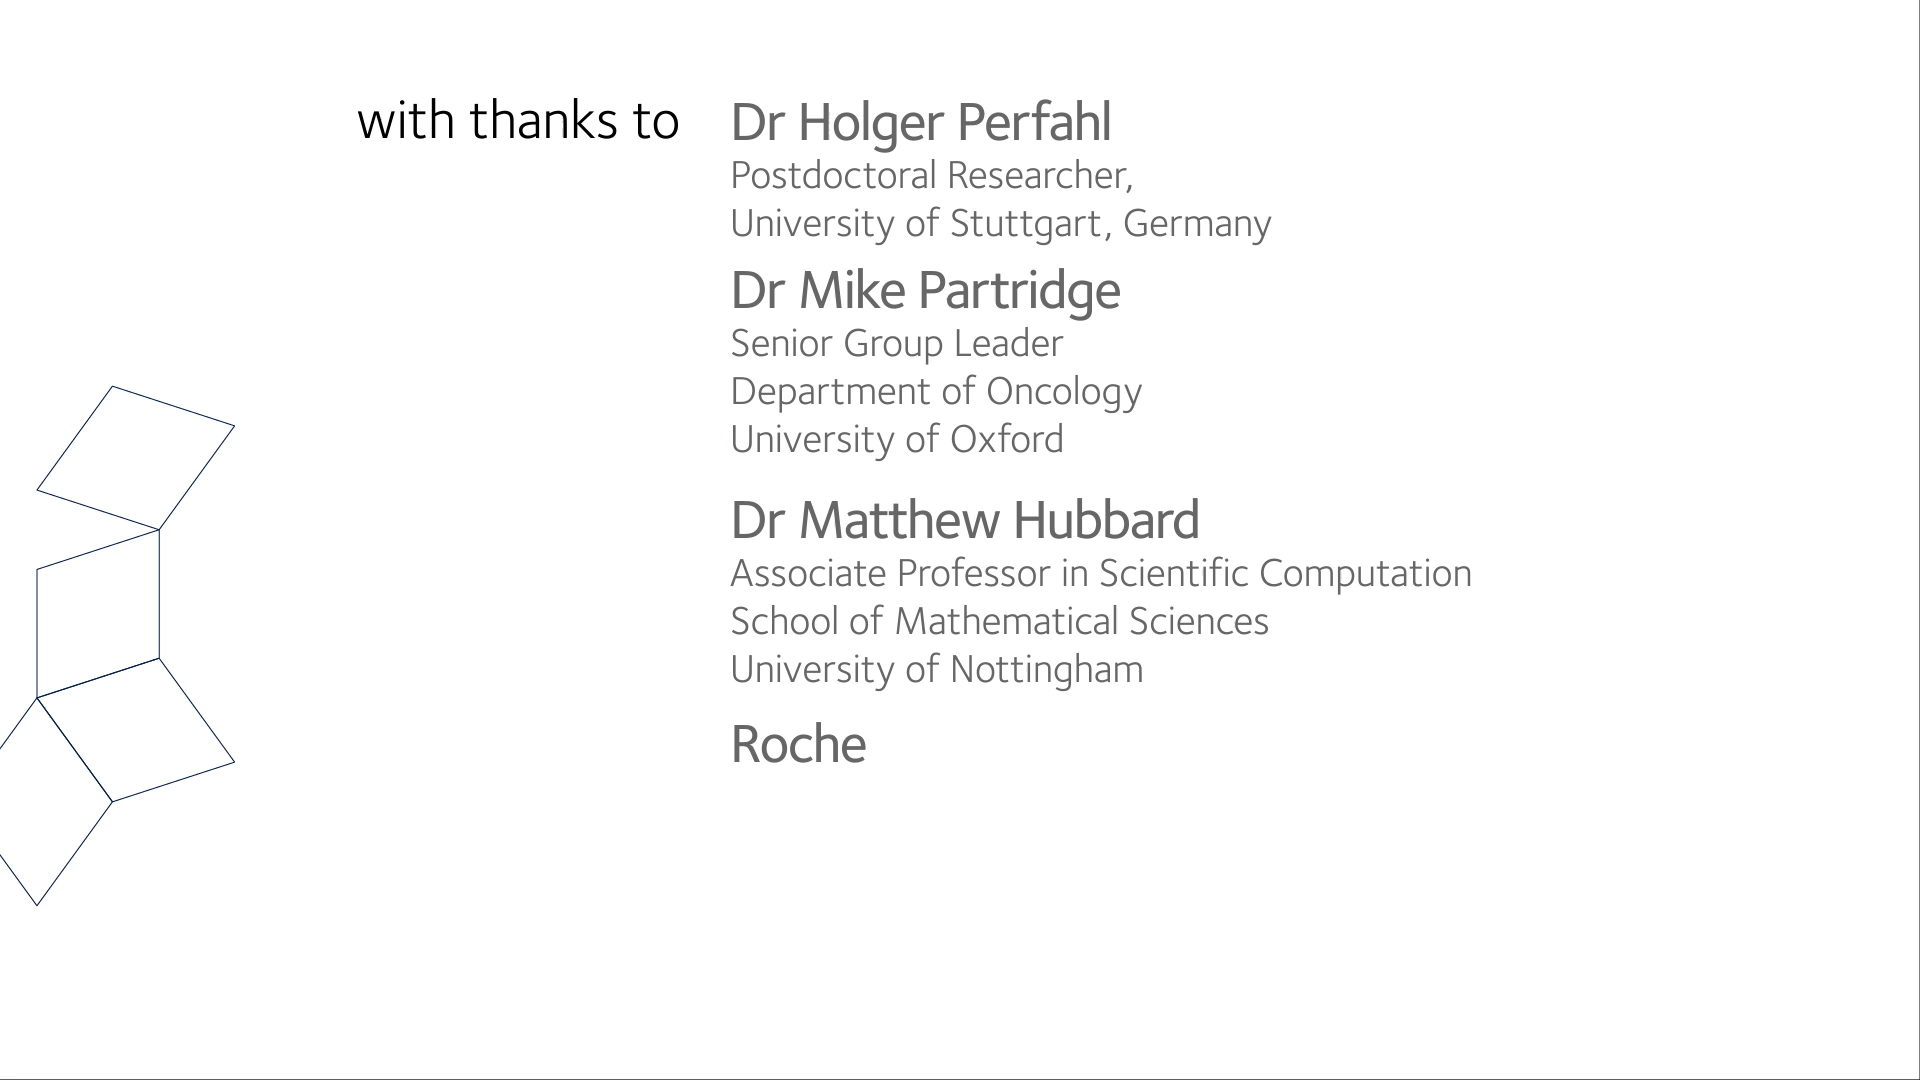 with thanks to
Dr Holger Perfahl
Postdoctoral Researcher,
University of Stuttgart, Germany
Dr Mike Partridge
Senior Group Leader
Department of Oncology
University of Oxford
Dr Matthew Hubbard
Associate Professor in Scientific Computation
School of Mathematical Sciences
University of Nottingham
Roche